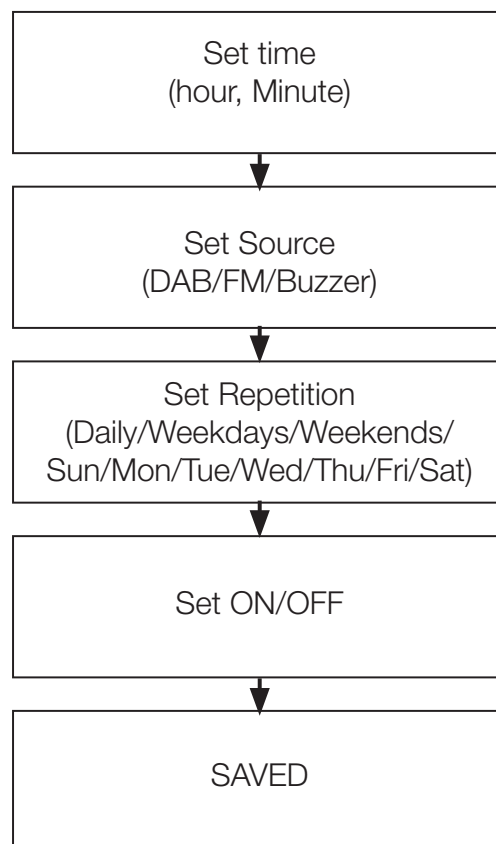 Set time
(hour, Minute)
Set Source
(DAB/FM/Buzzer)
Set Repetition
(Daily/Weekdays/Weekends/
Sun/Mon/Tue/Wed/Thu/Fri/Sat)
Set ON/OFF
SAVED